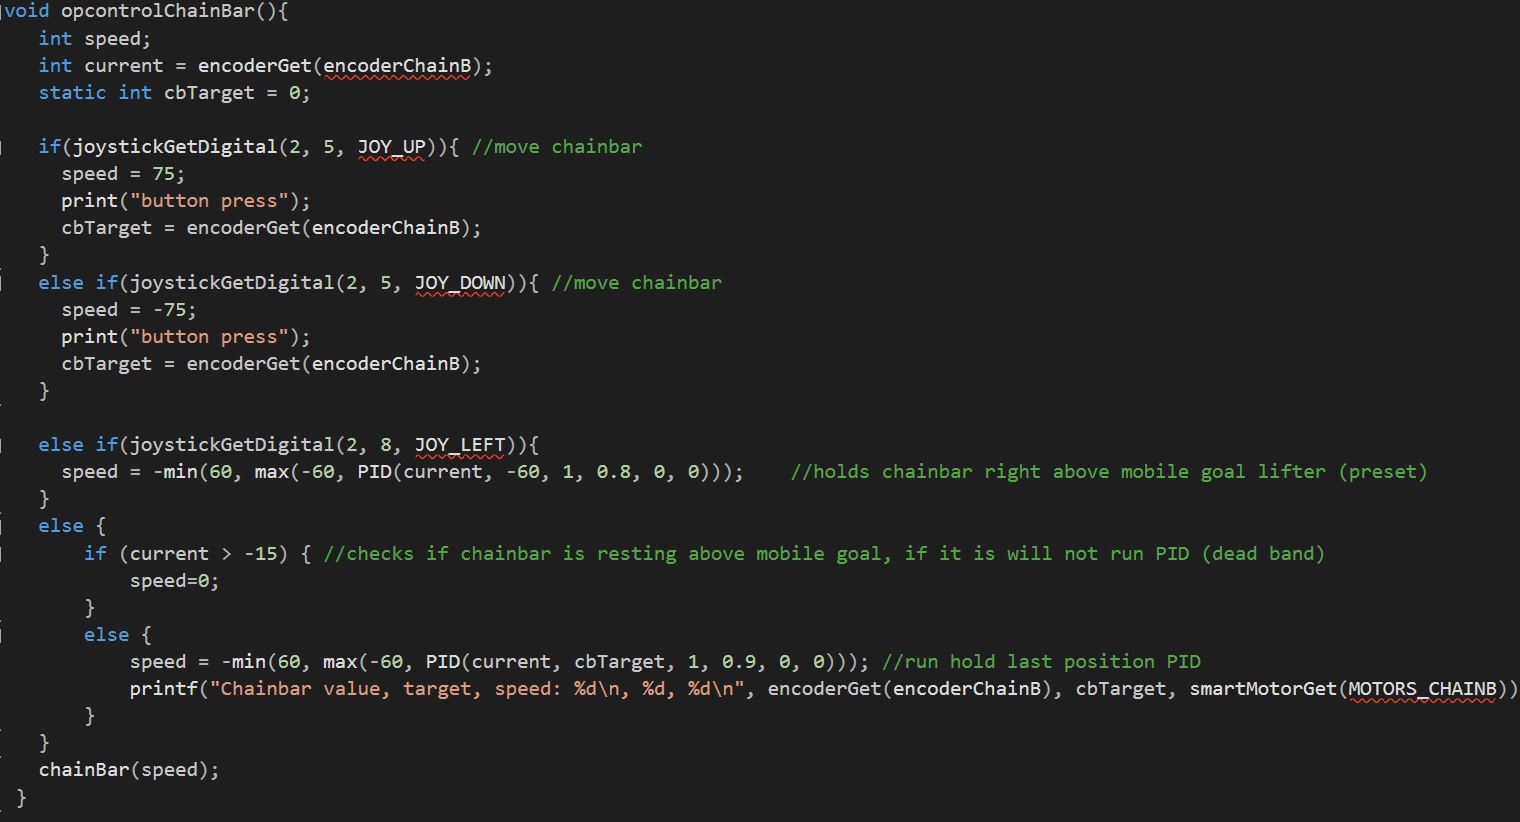 void opcontrolChainBar(){
int speed;
int current = encoderGet(encoderChainB);
static int cbTarget = 0;
if(joystickGetDigital(2, 5, JOY_UP)){ //move chainbar
speed = 75;
print("button press");
cbTarget = encoderGet(encoderChainB);
}
else if(joystickGetDigital(2, 5, JOY_DOWN)){ //move chainbar
speed = -75;
print("button press");
cbTarget = encoderGet(encoderChainB);
}
else if(joystickGetDigital(2, 8, JOY_LEFT)){
speed = -min(60, max(-60, PID(current, -60, 1, 0.8, 0, 0))); //holds chainbar right above mobile goal lifter (preset)
}
else {
if (current > -15) { //checks if chainbar is resting above mobile goal, if it is will not run PID (dead band)
speed=0;
}
else {
speed = -min(60, max(-60, PID(current, cbTarget, 1, 0.9, 0, 0))); //run hold last position PID
printf("Chainbar value, target, speed: %d\n, %d, %d\n", encoderGet(encoderChainB), cbTarget, smartMotorGet(MOTORS_CHAINB))
}
}
chainBar(speed);
}